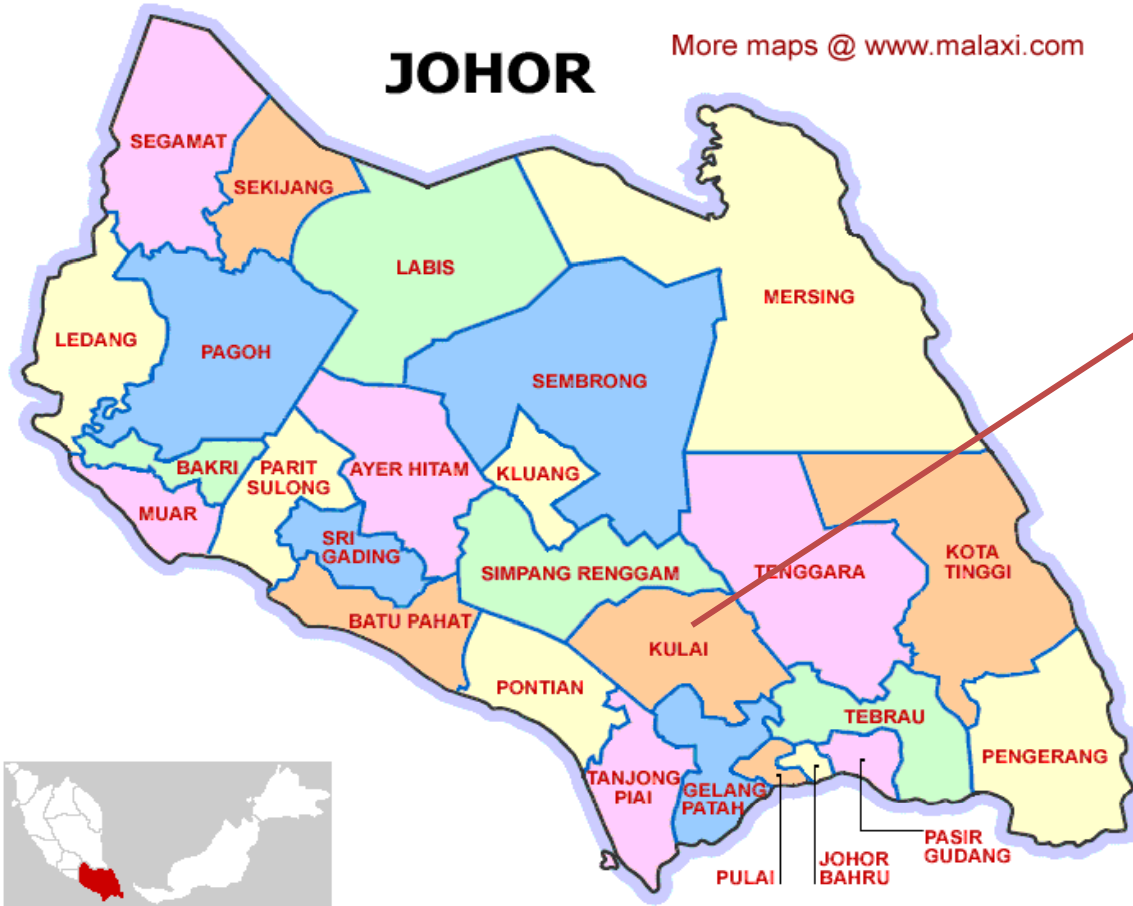 JOHOR
More maps @ www.malaxi.com
SEGAMAT
SEKIJANG
LABIS
MERSING
LEDANG
PAGOH
SEMBRONG
BAKRI
PARIT
SULONG
AYER HITAM
KLUANG
MUAR
SRI
GADING
SIMPANG RENGGAM
TENGGARA
KOTA
TINGGI
BATU PAHAT
KULAI
PONTIAN
TEBRAU
PENGERANG
TANJONG
PIAI
GELANG
PATAH
PULAI
JOHOR
BAHRU
PASIR
GUDANG